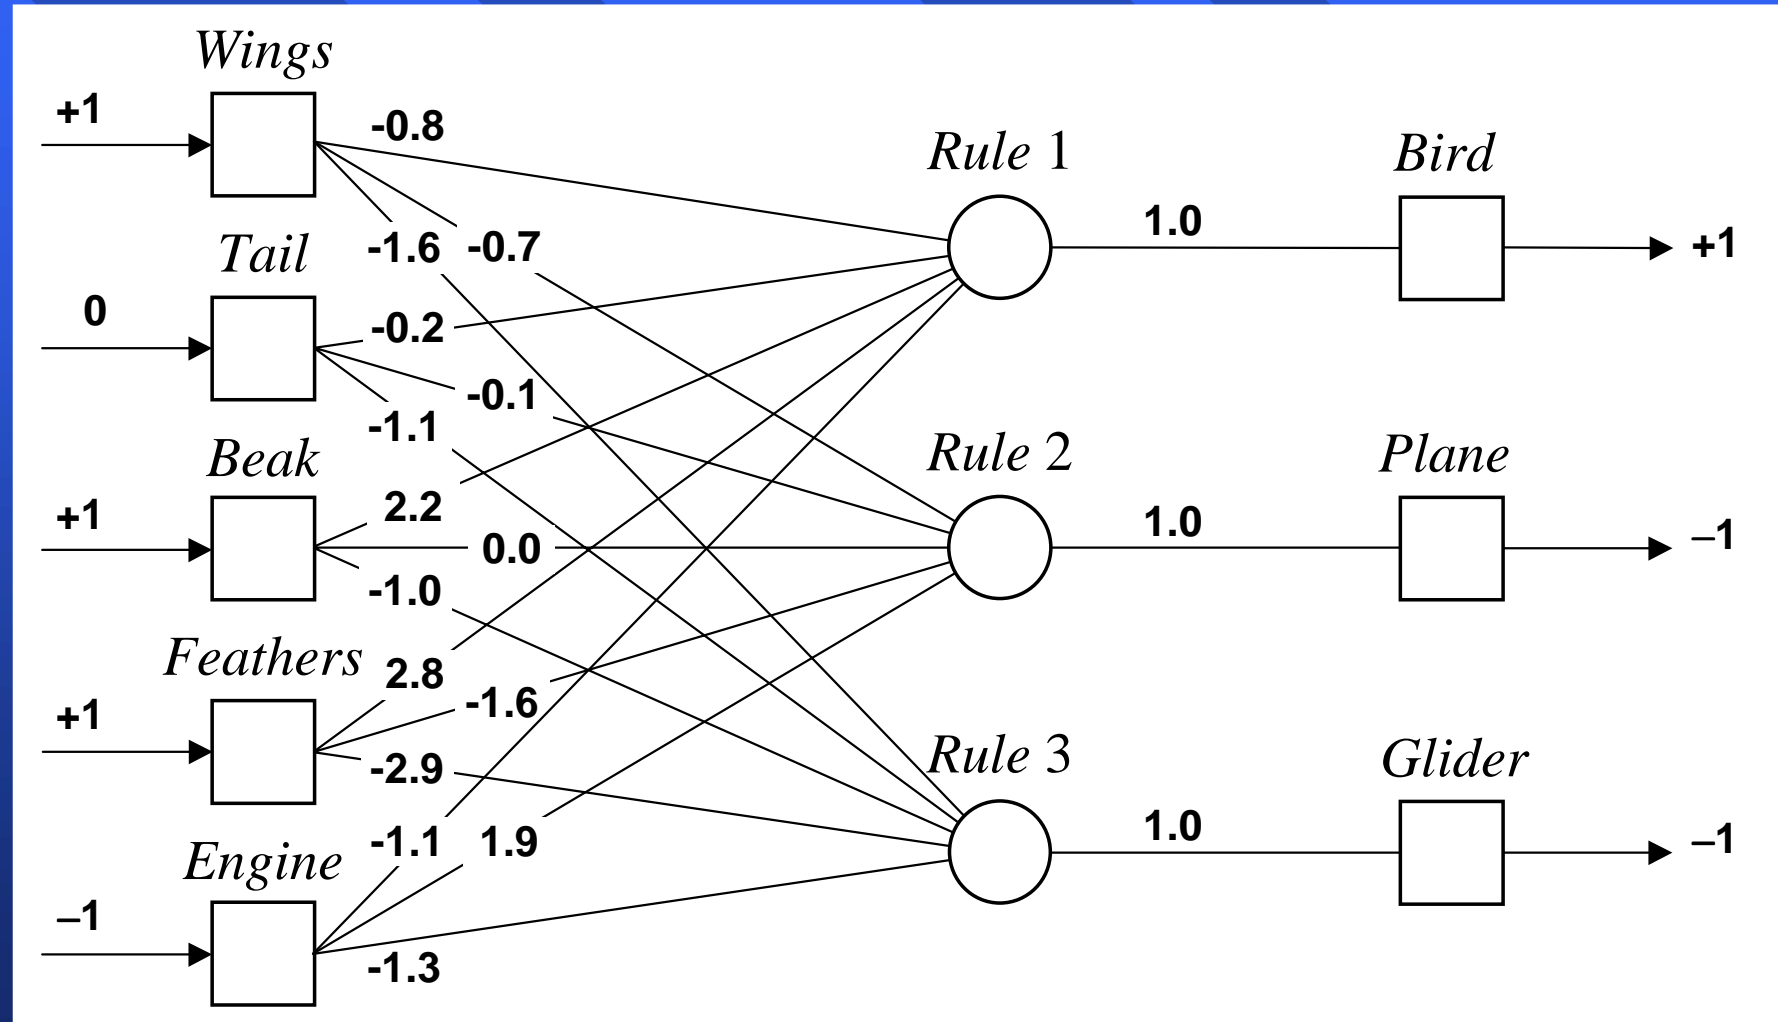 Wings
+1
-0.8
Rule 1
Bird
1.0
+1
Tail
-1.6
-0.7
0
-0.2
-0.1
-1.1
Beak
Rule 2
Plane
+1
2.2
1.0
–1
0.0
-1.0
Feathers
2.8
+1
-1.6
-2.9
Rule 3
Glider
1.0
–1
Engine
-1.1
1.9
–1
-1.3